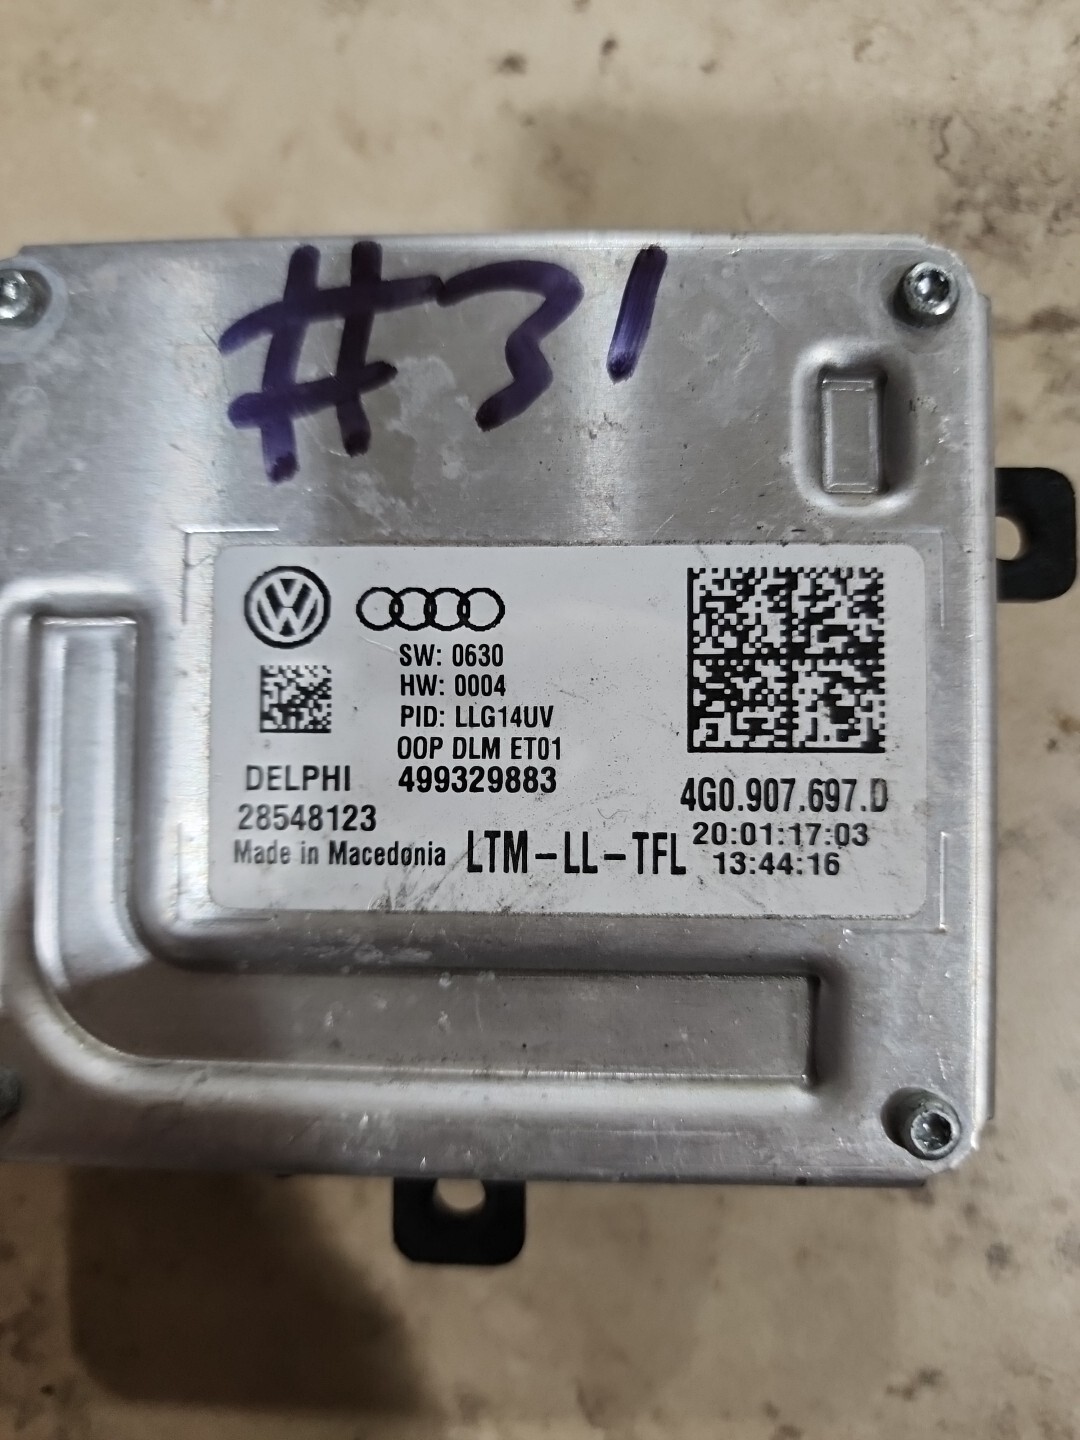 #31
SW: 0630
HW: 0004
PID: LLG14UV
OOP DLM ET01
DELPHI 499329883
28548123
Made in Macedonia
LTM-LL-TFL
4G0.907.697.D
20:01:17:03
13:44:16